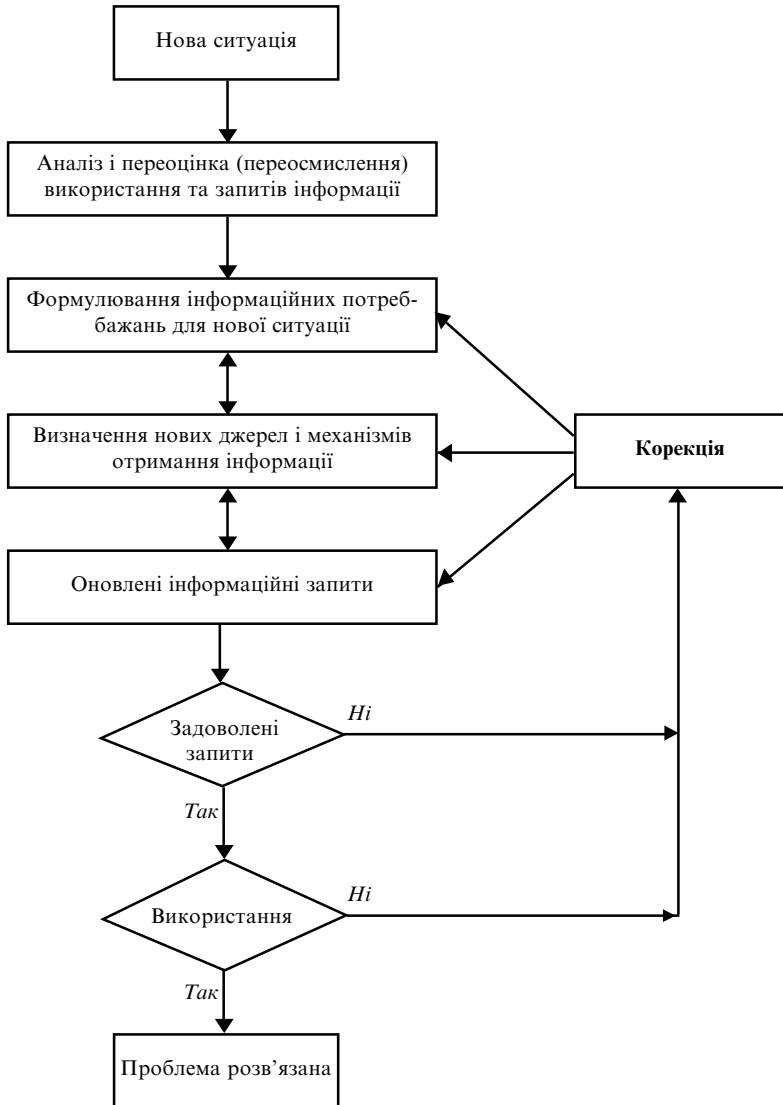 Нова ситуація
Аналіз і переоцінка (переосмислення)
використання та запитів інформації
Формулювання інформаційних потреб-
бажань для нової ситуації
Визначення нових джерел і механізмів
отримання інформації
Корекція
Оновлені інформаційні запити
Задоволені
запити
Ні
Так
Використання
Ні
Так
Проблема розв'язана